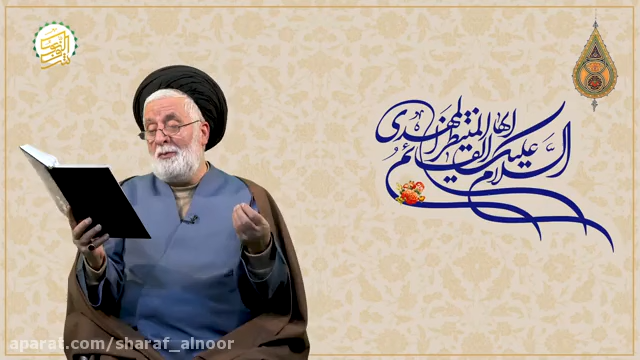 السلام علیک ایها القائم المنتظر المهدی
aparat.com/sharaf_alnoor